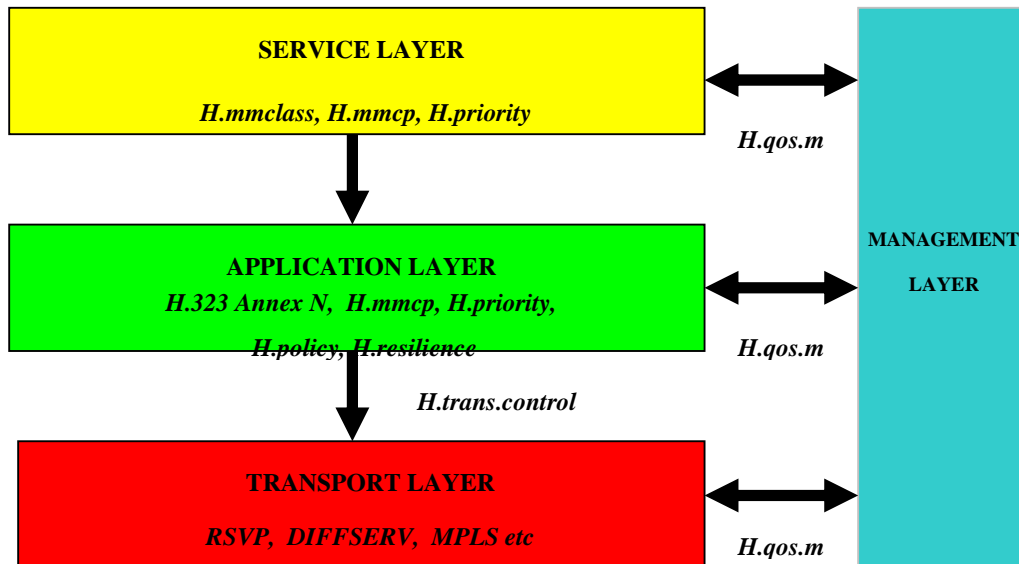 SERVICE LAYER
H.mmclass, H.mmcp, H.priority
H.qos.m
MANAGEMENT
LAYER
APPLICATION LAYER
H.323 Annex N, H.mmcp, H.priority,
H.policy, H.resilience
H.qos.m
H.trans.control
TRANSPORT LAYER
RSVP, DIFFSERV, MPLS etc
H.qos.m